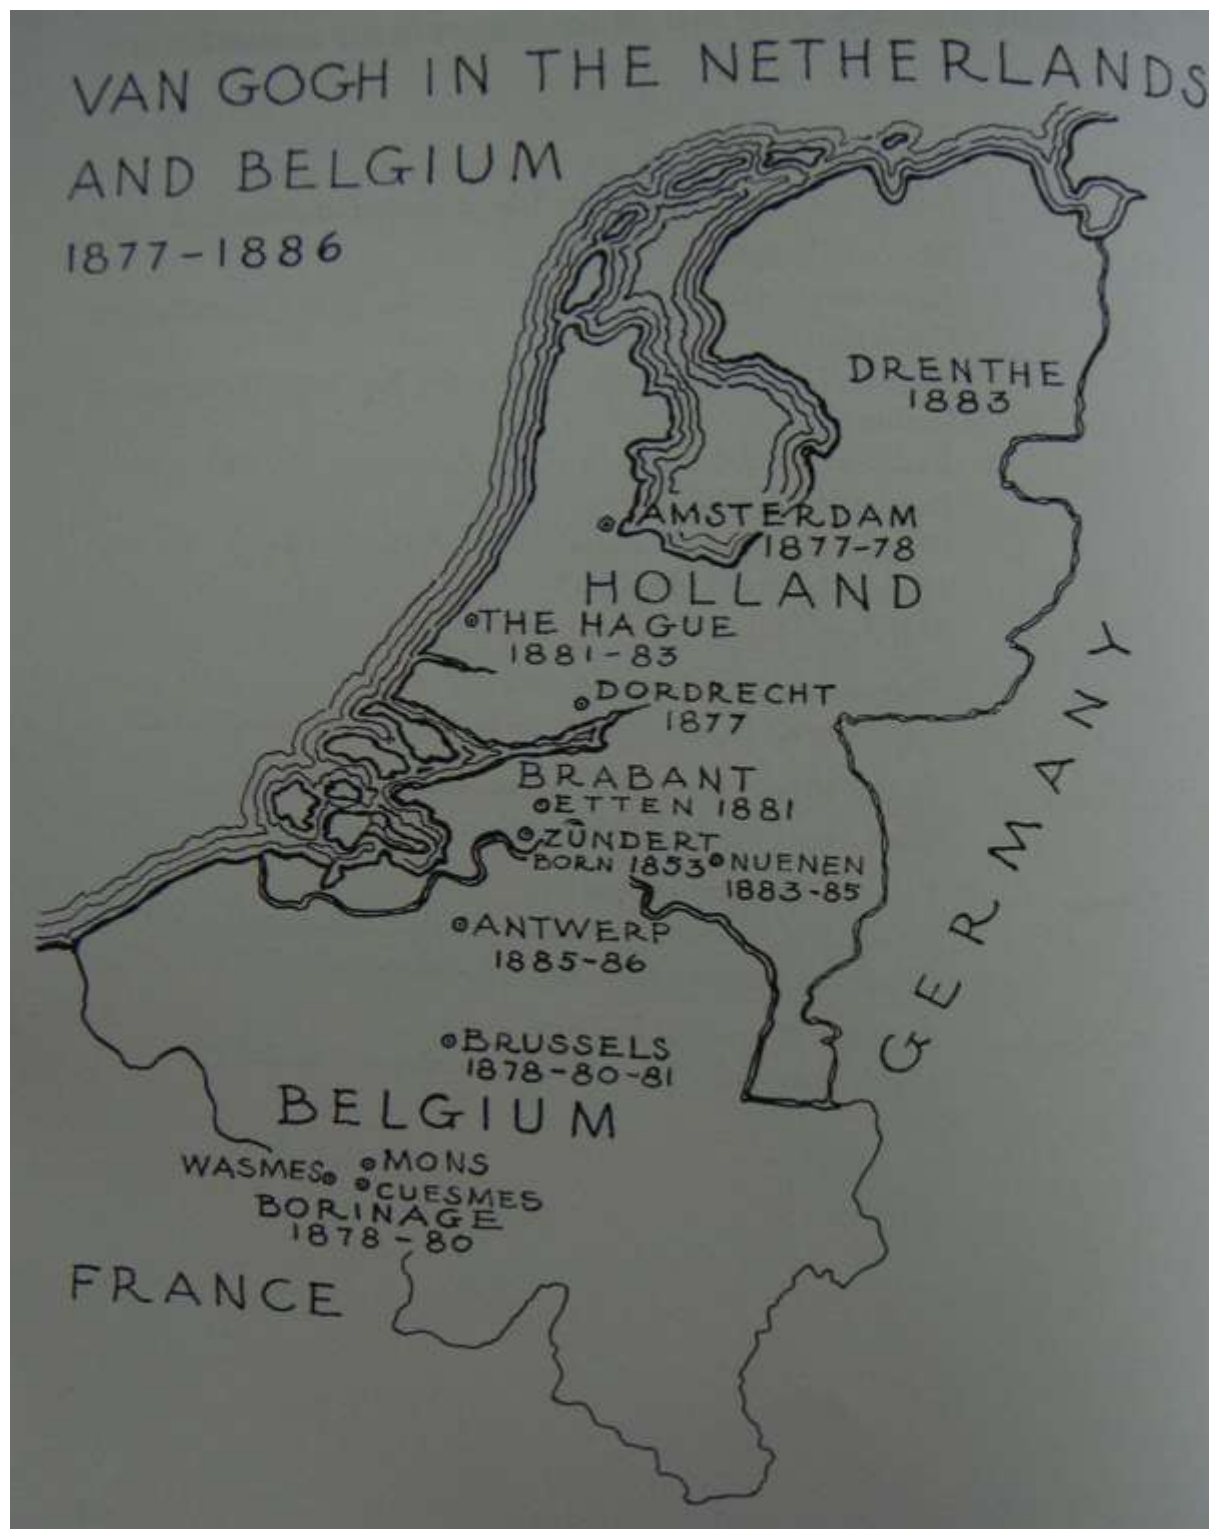 VAN GOGH IN THE NETHERLANDS
AND BELGIUM
1877-1886
DRENTHE
1883
AMSTERDAM
1877-78
HOLLAND
THE HAGUE
1881-83
DORDRECHT
1877
GERMANY
BRABANT
ETTEN 1881
ZÜNDERT
BORN 1853
NUENEN
1883-85
ANTWERP
1885-86
BRUSSELS
1878-80-81
BELGIUM
WASMES
MONS
CUESMES
BORINAGE
1878-80
FRANCE